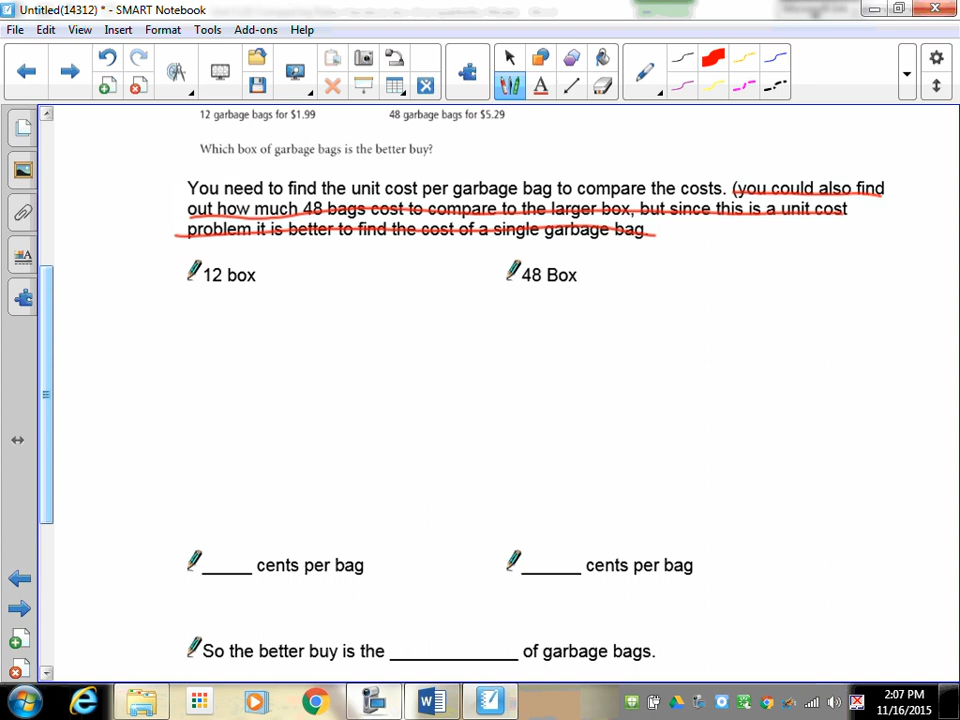 Untitled(14312) * - SMART Notebook
File Edit View Insert Format Tools Add-ons Help
12 garbage bags for $1.99 48 garbage bags for $5.29
Which box of garbage bags is the better buy?
You need to find the unit cost per garbage bag to compare the costs. (you could also find
out how much 48 bags cost to compare to the larger box, but since this is a unit cost
problem it is better to find the cost of a single garbage bag.
12 box 48 Box
_____ cents per bag ______ cents per bag
So the better buy is the _____________ of garbage bags.
2:07 PM
11/16/2015